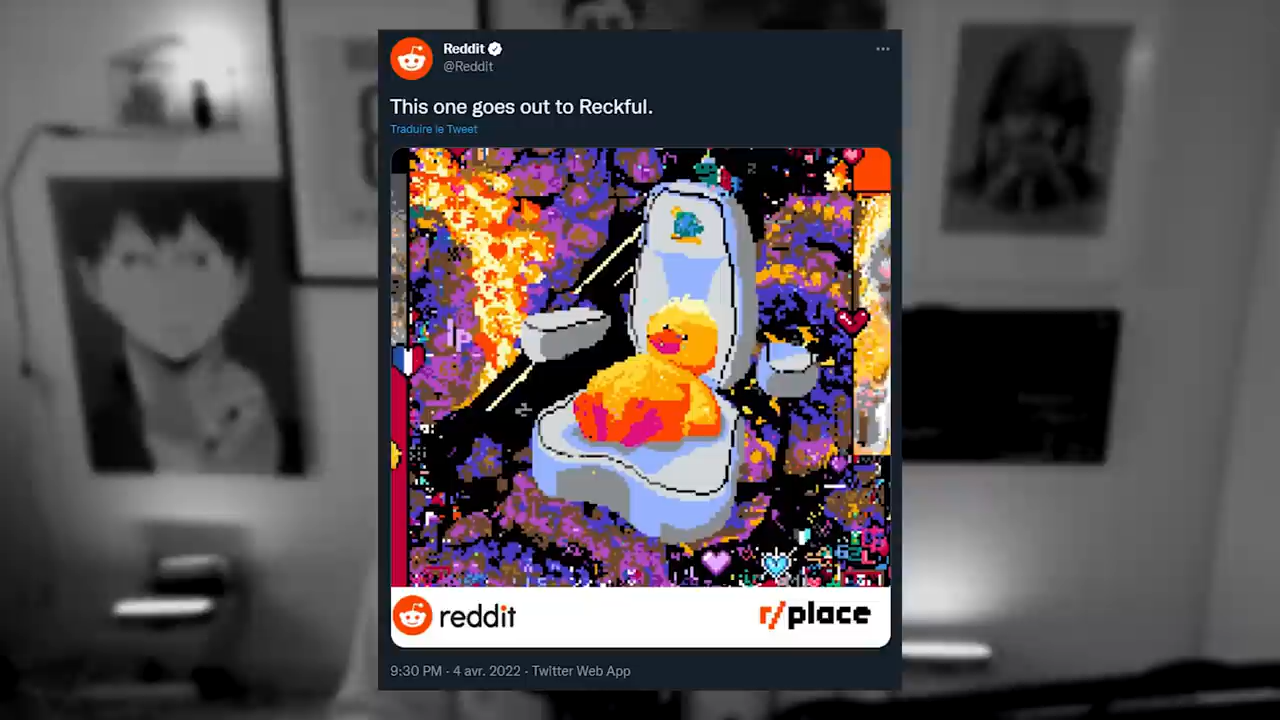 Reddit
@Reddit
This one goes out to Reckful.
Traduire le Tweet
reddit
r/place
9:30 PM · 4 avr. 2022 · Twitter Web App